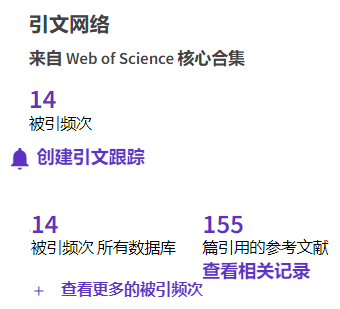 引文网络
来自 Web of Science 核心合集
14
被引频次
创建引文跟踪
14
被引频次 所有数据库
155
篇引用的参考文献
查看相关记录
+ 查看更多的被引频次